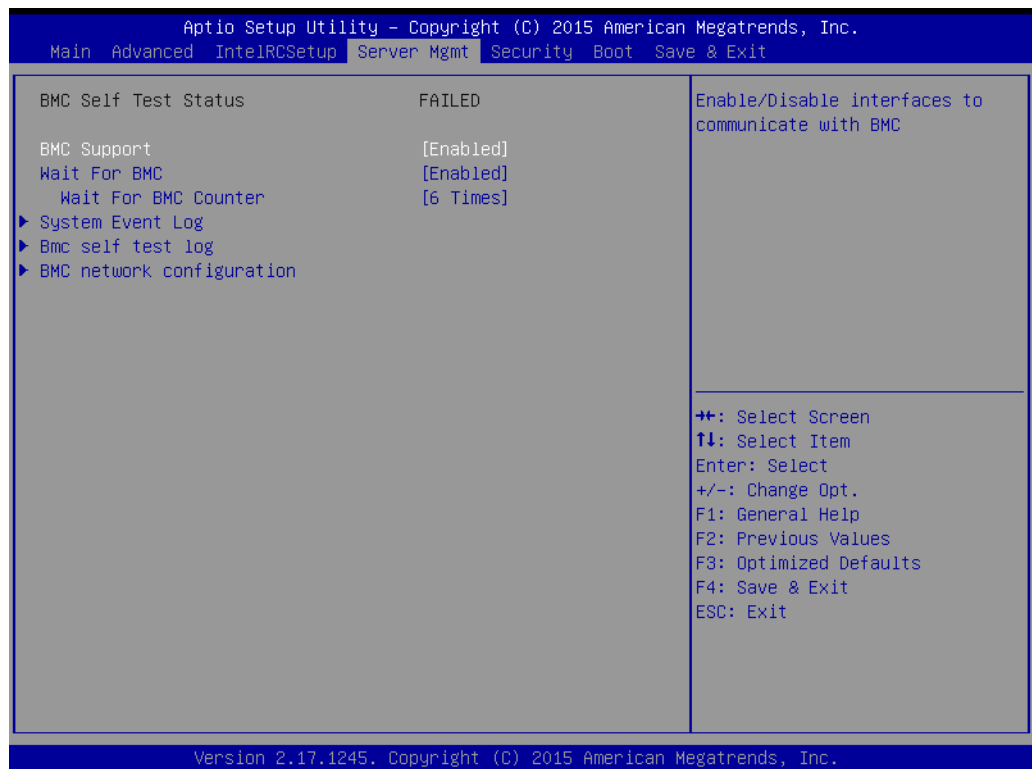 Aptio Setup Utility – Copyright (C) 2015 American Megatrends, Inc.
Main Advanced IntelRCSetup Server Mgmt Security Boot Save & Exit
BMC Self Test Status FAILED
BMC Support [Enabled]
Wait For BMC [Enabled]
Wait For BMC Counter [6 Times]
▶ System Event Log
▶ Bmc self test log
▶ BMC network configuration
Enable/Disable interfaces to
communicate with BMC
→←: Select Screen
↑↓: Select Item
Enter: Select
+/-: Change Opt.
F1: General Help
F2: Previous Values
F3: Optimized Defaults
F4: Save & Exit
ESC: Exit
Version 2.17.1245. Copyright (C) 2015 American Megatrends, Inc.